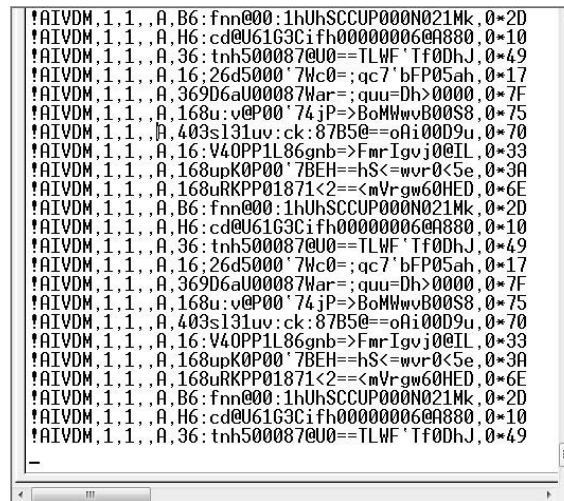 !AIVDM,1,1,,A,B6:fnn@00:1hUhSCCUP000N021Mk,0*2D
!AIVDM,1,1,,A,H6:cd@U61G3Cifh00000006@A880,0*10
!AIVDM,1,1,,A,36:tnh500087@U0==TLWF`Tf0DhJ,0*49
!AIVDM,1,1,,A,16;26d5000`7Wc0=;qc7`bFP05ah,0*17
!AIVDM,1,1,,A,369D6aU00087War=;quu=Dh>0000,0*7F
!AIVDM,1,1,,A,168u:v@P00`74jP=>BoMWwvB00S8,0*75
!AIVDM,1,1,,A,403sl31uv:ck:87B5@==oAi00D9u,0*70
!AIVDM,1,1,,A,16:V4OPP1L86gnb=>FmrIgvj0@IL,0*33
!AIVDM,1,1,,A,168upK0P00`7BEH==hS<=wvr0<5e,0*3A
!AIVDM,1,1,,A,168uRKPP01871<2==<mVrgw60HED,0*6E
!AIVDM,1,1,,A,B6:fnn@00:1hUhSCCUP000N021Mk,0*2D
!AIVDM,1,1,,A,H6:cd@U61G3Cifh00000006@A880,0*10
!AIVDM,1,1,,A,36:tnh500087@U0==TLWF`Tf0DhJ,0*49
!AIVDM,1,1,,A,16;26d5000`7Wc0=;qc7`bFP05ah,0*17
!AIVDM,1,1,,A,369D6aU00087War=;quu=Dh>0000,0*7F
!AIVDM,1,1,,A,168u:v@P00`74jP=>BoMWwvB00S8,0*75
!AIVDM,1,1,,A,403sl31uv:ck:87B5@==oAi00D9u,0*70
!AIVDM,1,1,,A,16:V4OPP1L86gnb=>FmrIgvj0@IL,0*33
!AIVDM,1,1,,A,168upK0P00`7BEH==hS<=wvr0<5e,0*3A
!AIVDM,1,1,,A,168uRKPP01871<2==<mVrgw60HED,0*6E
!AIVDM,1,1,,A,B6:fnn@00:1hUhSCCUP000N021Mk,0*2D
!AIVDM,1,1,,A,H6:cd@U61G3Cifh00000006@A880,0*10
!AIVDM,1,1,,A,36:tnh500087@U0==TLWF`Tf0DhJ,0*49